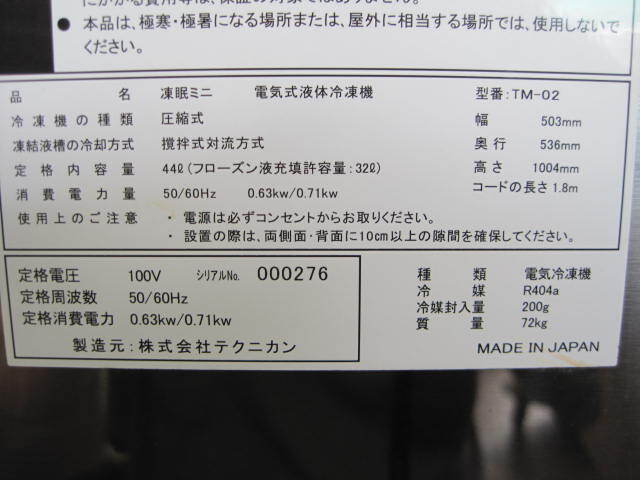 にかかる費用等は、保証の対象ではありません。
● 本品は、極寒・極暑になる場所または、屋外に相当する場所では、使用しないで
ください。
品 名 凍眠ミニ 電気式液体冷凍機 型番：TM-02
冷凍機の種類 圧縮式 幅 503mm
凍結液槽の冷却方式 攪拌式対流方式 奥行 536mm
定格内容量 44ℓ（フローズン液充填許容量：32ℓ） 高さ 1004mm
消費電力量 50/60Hz 0.63kw/0.71kw コードの長さ 1.8m
使用上のご注意 ・ 電源は必ずコンセントからお取りください。
・ 設置の際は、両側面・背面に10cm以上の隙間を確保してください。
定格電圧 100V ｼﾘｱﾙNo. 000276
定格周波数 50/60Hz
定格消費電力 0.63kw/0.71kw
製造元：株式会社テクニカン
種 類 電気冷凍機
冷 媒 R404a
冷媒封入量 200g
質 量 72kg
MADE IN JAPAN